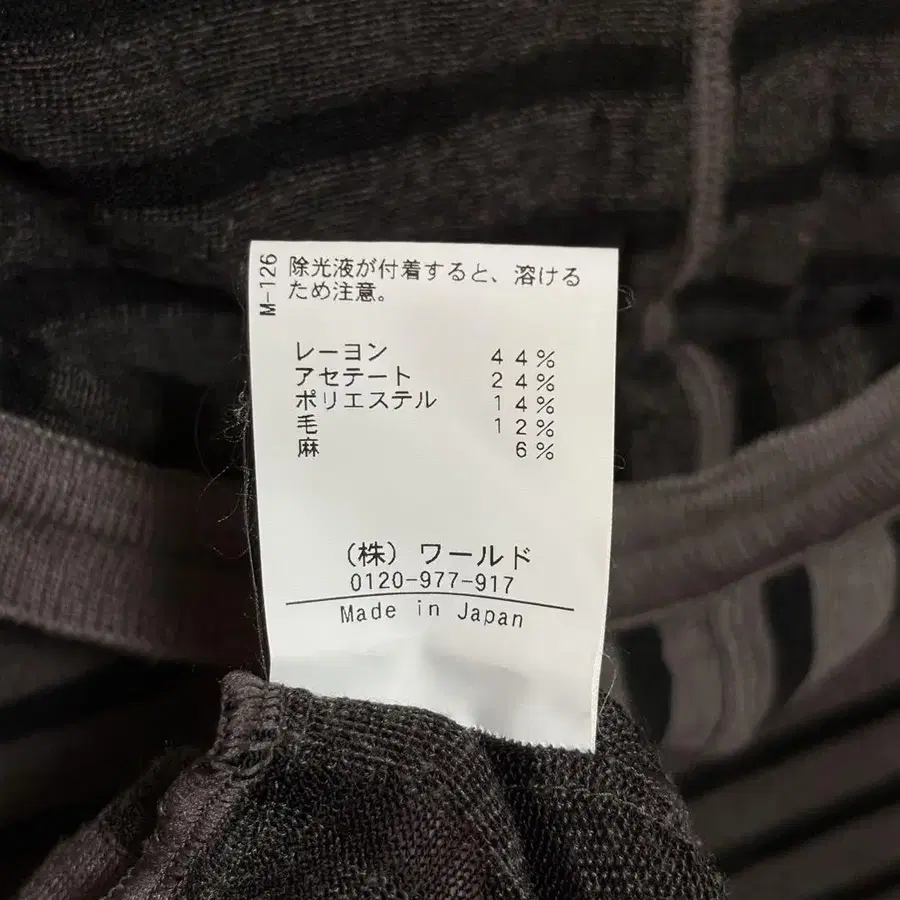 M-126
除光液が付着すると、溶ける
ため注意。
レーヨン 44%
アセテート 24%
ポリエステル 14%
毛 12%
麻 6%
(株) ワールド
0120-977-917
Made in Japan